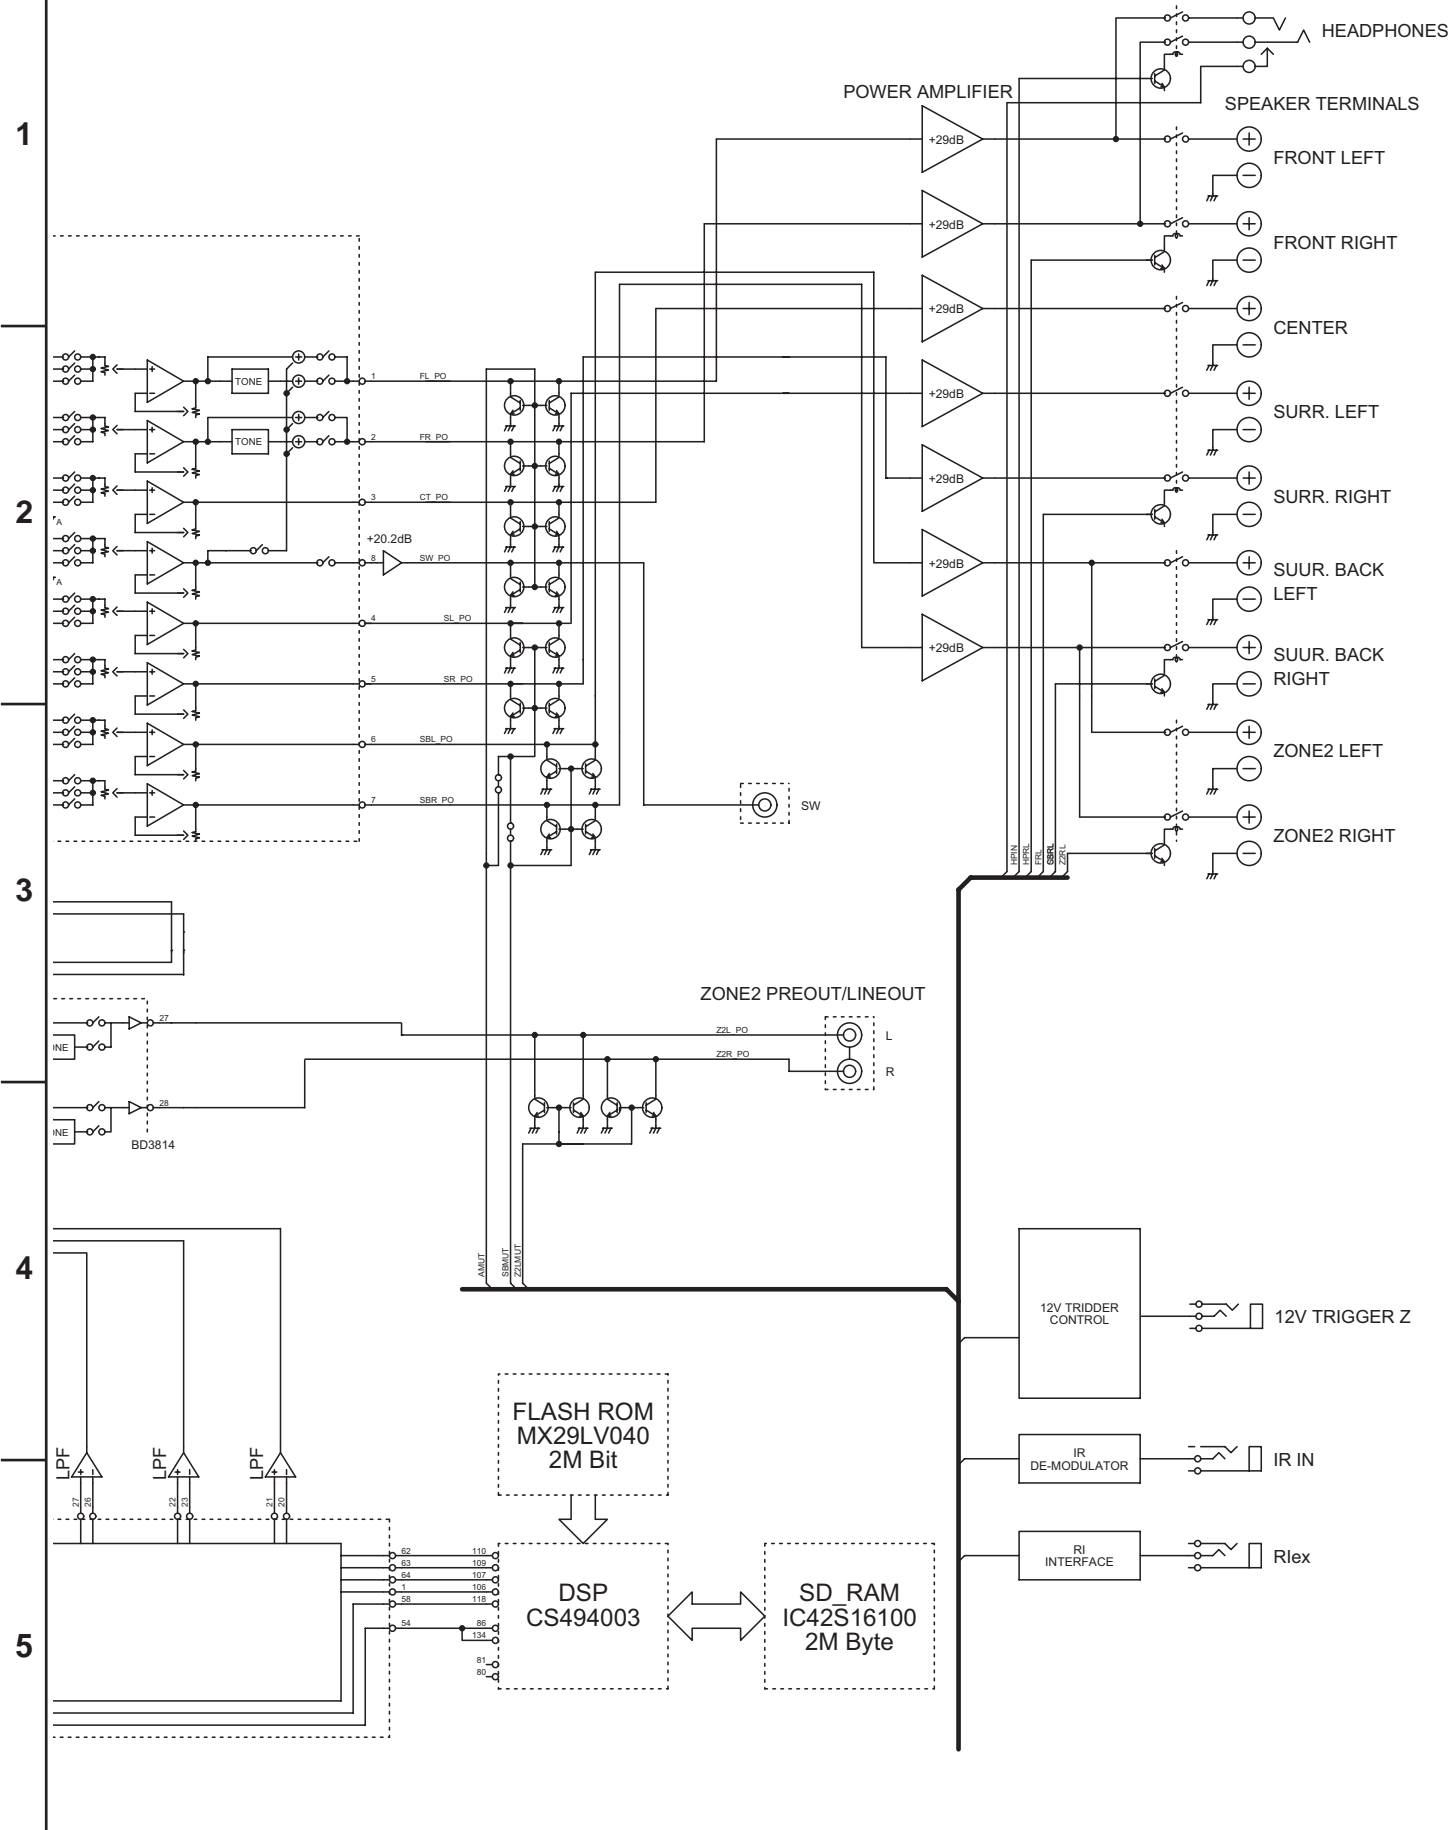 HEADPHONES
POWER AMPLIFIER
SPEAKER TERMINALS
1
+29dB
FRONT LEFT
+29dB
FRONT RIGHT
+29dB
CENTER
TONE
1
FL_PO
+29dB
SURR. LEFT
TONE
2
FR_PO
+29dB
SURR. RIGHT
3
CT_PO
2
A
+20.2dB
8
SW_PO
+29dB
SUUR. BACK
LEFT
A
4
SL_PO
+29dB
SUUR. BACK
RIGHT
5
SR_PO
6
SBL_PO
ZONE2 LEFT
7
SBR_PO
SW
ZONE2 RIGHT
HPIN
HPRL
FRL
Z2RL
3
ZONE2 PREOUT/LINEOUT
27
Z2L_PO
L
ONE
Z2R_PO
R
28
ONE
BD3814
4
AMUT
SBMUT
Z2LMUT
12V TRIDDER
CONTROL
12V TRIGGER Z
FLASH ROM
MX29LV040
2M Bit
LPF
LPF
LPF
IR
DE-MODULATOR
IR IN
27
26
22
23
21
20
RI
INTERFACE
RIex
62
110
63
109
64
107
1
106
58
118
54
86
134
81
80
DSP
CS494003
SD_RAM
IC42S16100
2M Byte
5